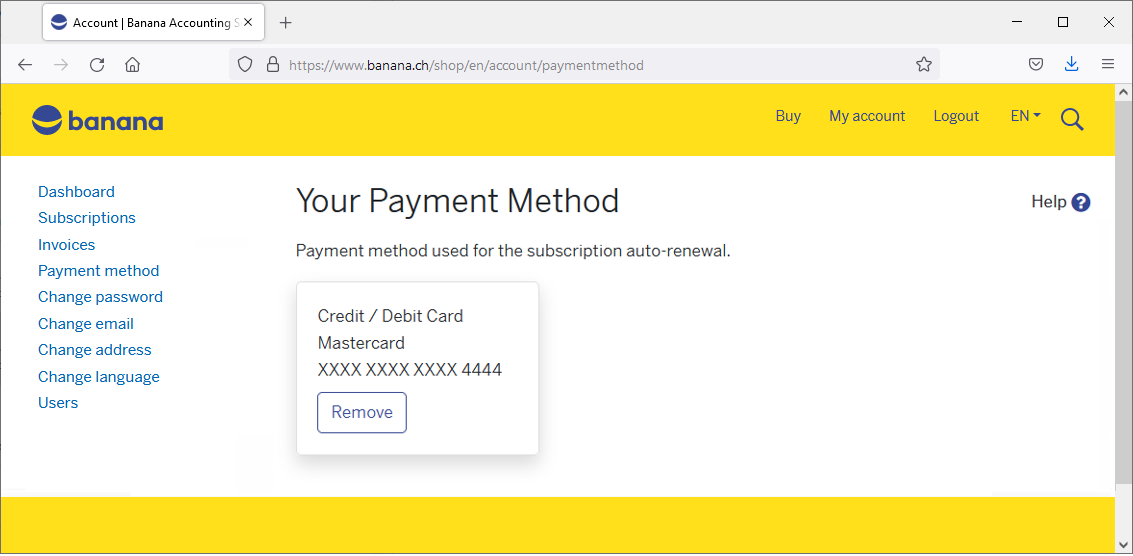 Account | Banana Accounting S
https://www.banana.ch/shop/en/account/paymentmethod
banana
Buy My account Logout EN
Dashboard
Subscriptions
Invoices
Payment method
Change password
Change email
Change address
Change language
Users
Your Payment Method
Help ?
Payment method used for the subscription auto-renewal.
Credit / Debit Card
Mastercard
XXXX XXXX XXXX 4444
Remove